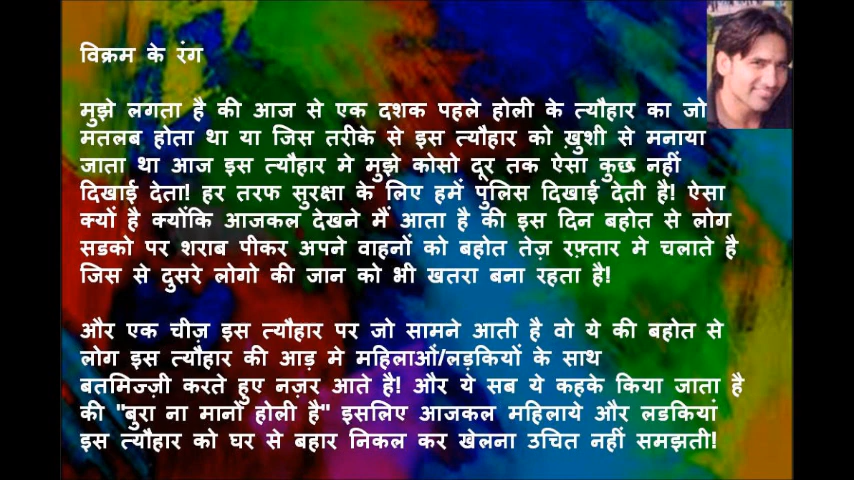 विक्रम के रंग
मुझे लगता है की आज से एक दशक पहले होली के त्यौहार का जो
मतलब होता था या जिस तरीके से इस त्यौहार को ख़ुशी से मनाया
जाता था आज इस त्यौहार मे मुझे कोसो दूर तक ऐसा कुछ नहीं
दिखाई देता! हर तरफ सुरक्षा के लिए हमें पुलिस दिखाई देती है! ऐसा
क्यों है क्योंकि आजकल देखने मैं आता है की इस दिन बहोत से लोग
सडको पर शराब पीकर अपने वाहनों को बहोत तेज़ रफ़्तार मे चलाते है
जिस से दुसरे लोगो की जान को भी खतरा बना रहता है!
और एक चीज़ इस त्यौहार पर जो सामने आती है वो ये की बहोत से
लोग इस त्यौहार की आड़ मे महिलाओं/लड़कियों के साथ
बतमिज्ज़ी करते हुए नज़र आते है! और ये सब ये कहके किया जाता है
की "बुरा ना मानों होली है" इसलिए आजकल महिलाये और लडकियां
इस त्यौहार को घर से बहार निकल कर खेलना उचित नहीं समझती!